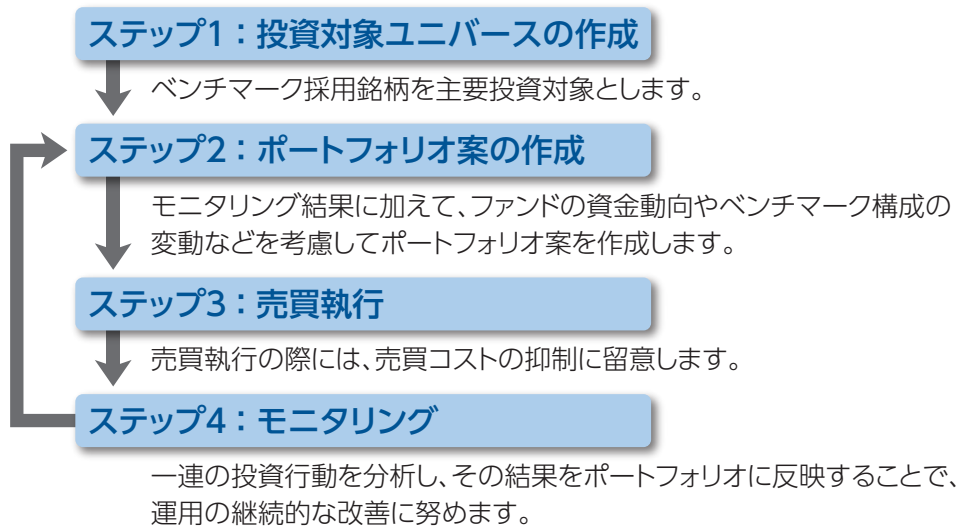 ステップ1：投資対象ユニバースの作成
ベンチマーク採用銘柄を主要投資対象とします。
ステップ2：ポートフォリオ案の作成
モニタリング結果に加えて、ファンドの資金動向やベンチマーク構成の
変動などを考慮してポートフォリオ案を作成します。
ステップ3：売買執行
売買執行の際には、売買コストの抑制に留意します。
ステップ4：モニタリング
一連の投資行動を分析し、その結果をポートフォリオに反映することで、
運用の継続的な改善に努めます。